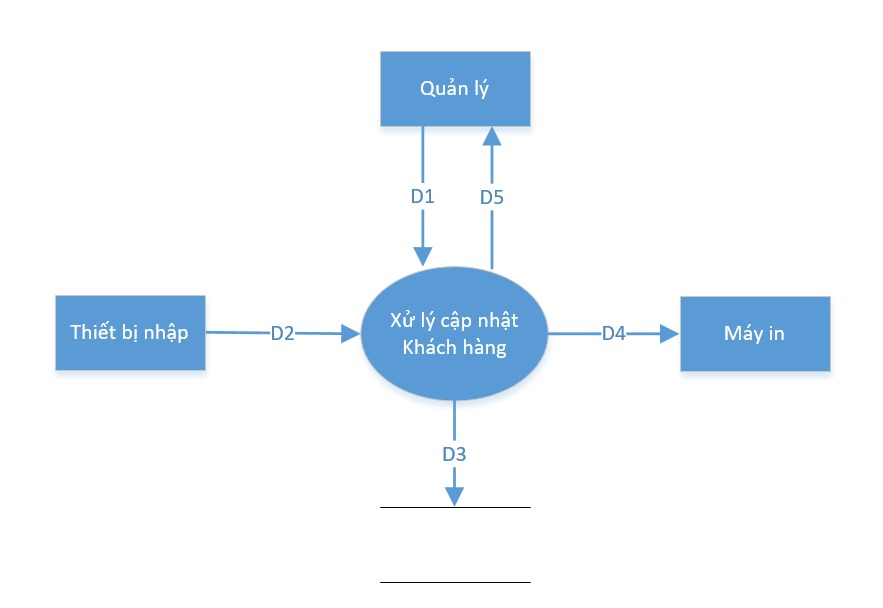 Quản lý
D1
D5
Thiết bị nhập
D2
Xử lý cập nhật
Khách hàng
D4
Máy in
D3